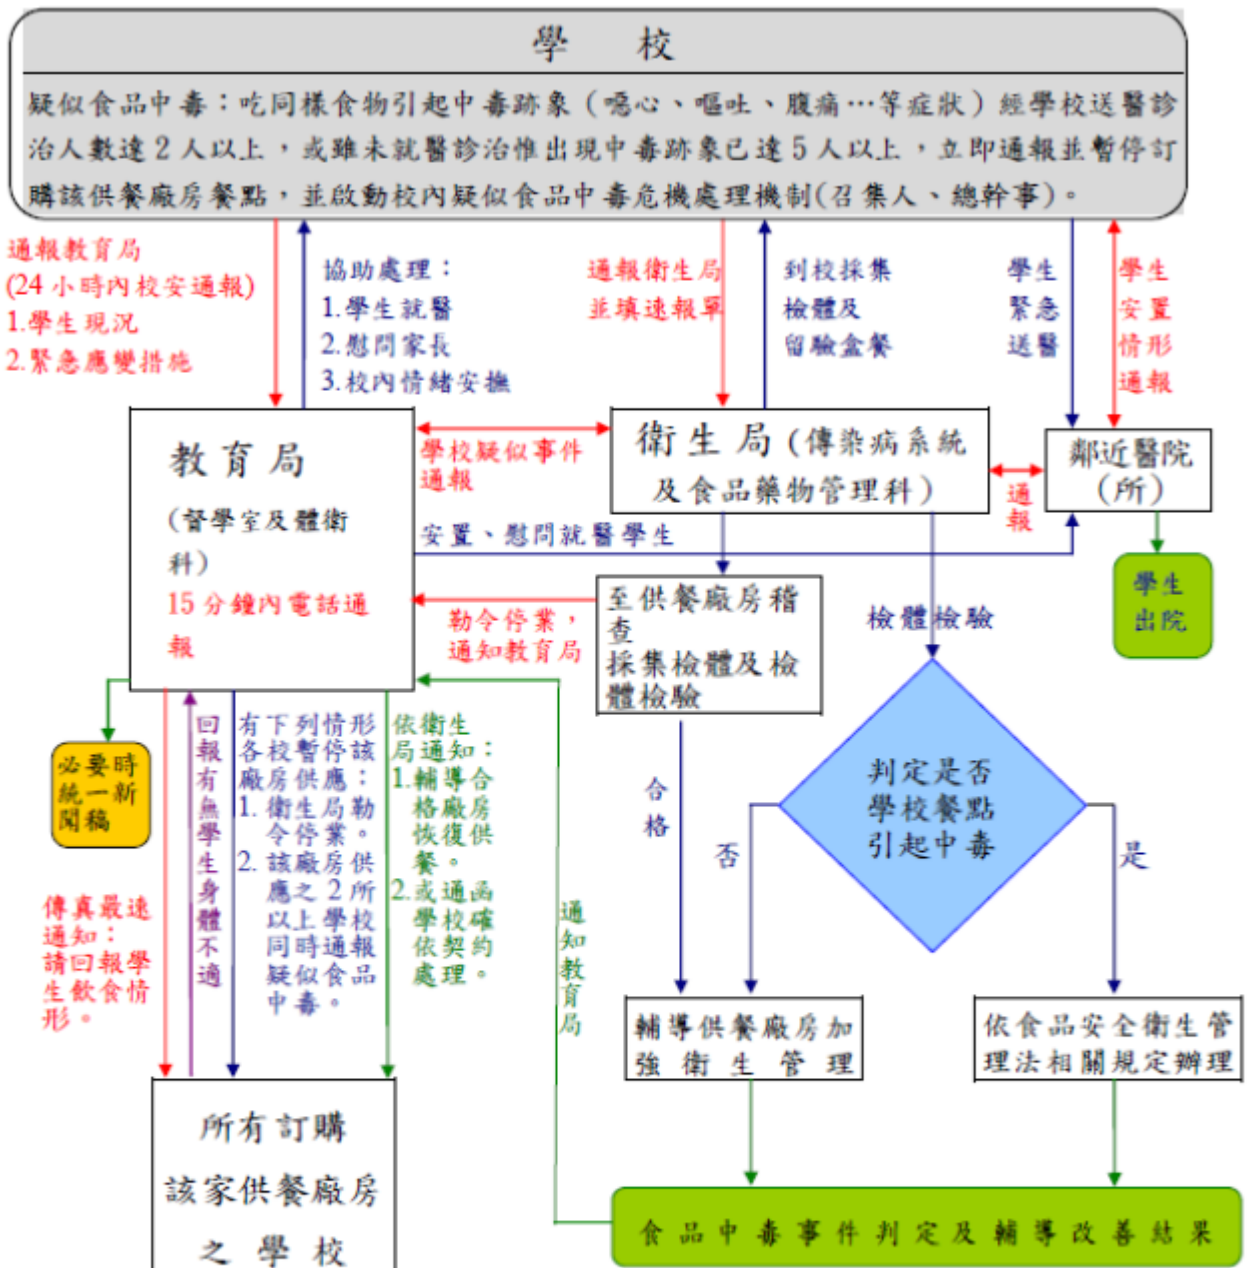 學校
疑似食品中毒：吃同樣食物引起中毒跡象（噁心、嘔吐、腹痛…等症狀）經學校送醫診
治人數達2人以上，或雖未就醫診治惟出現中毒跡象已達5人以上，立即通報並暫停訂
購該供餐廠房餐點，並啟動校內疑似食品中毒危機處理機制(召集人、總幹事)。
通報教育局
(24小時內校安通報)
1.學生現況
2.緊急應變措施
協助處理：
1.學生就醫
2.慰問家長
3.校內情緒安撫
通報衛生局
並填速報單
到校採集
檢體及
留驗盒餐
學生
緊急
送醫
學生
安置
情形
通報
教育局
(督學室及體衛
科)
15分鐘內電話通
報
學校疑似事件
通報
衛生局(傳染病系統
及食品藥物管理科)
通報
鄰近醫院
(所)
安置、慰問就醫學生
學生
出院
勒令停業，
通知教育局
至供餐廠房稽
查
採集檢體及檢
體檢驗
檢體檢驗
必要時
統一新
聞稿
傳真最速
通知：
請回報學
生飲食情
形。
回報有無學生身體不適
有下列情形
各校暫停該
廠房供應：
1.衛生局勒
令停業。
2.該廠房供
應之2所
以上學校
同時通報
疑似食品
中毒。
依衛生
局通知：
1.輔導合
格廠房
恢復供
餐。
2.或通函
學校確
依契約
處理。
通知教育局
合格
判定是否
學校餐點
引起中毒
否
是
輔導供餐廠房加
強衛生管理
依食品安全衛生管
理法相關規定辦理
所有訂購
該家供餐廠房
之學校
食品中毒事件判定及輔導改善結果